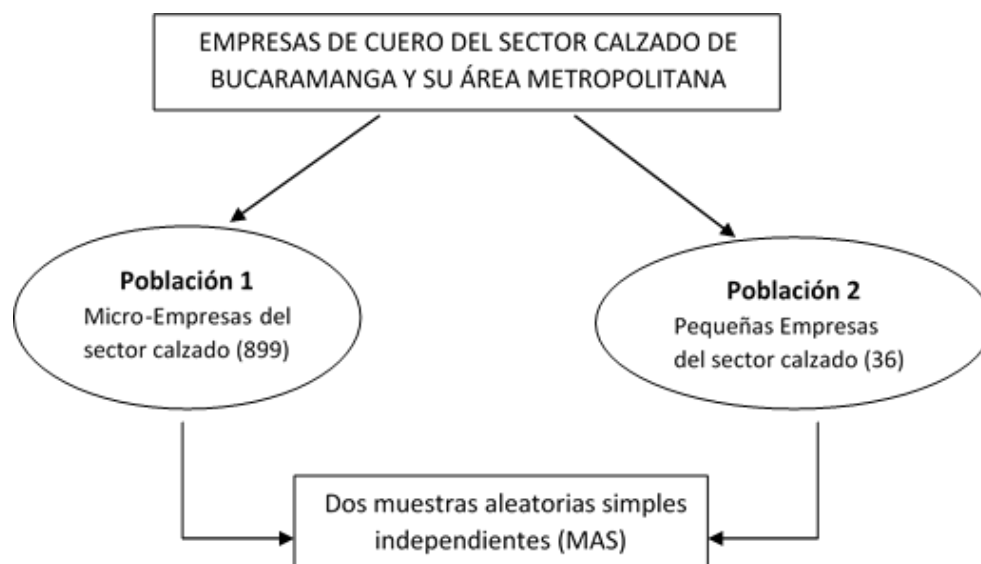 EMPRESAS DE CUERO DEL SECTOR CALZADO DE
BUCARAMANGA Y SU ÁREA METROPOLITANA
Población 1
Micro-Empresas del
sector calzado (899)
Población 2
Pequeñas Empresas
del sector calzado (36)
Dos muestras aleatorias simples
independientes (MAS)